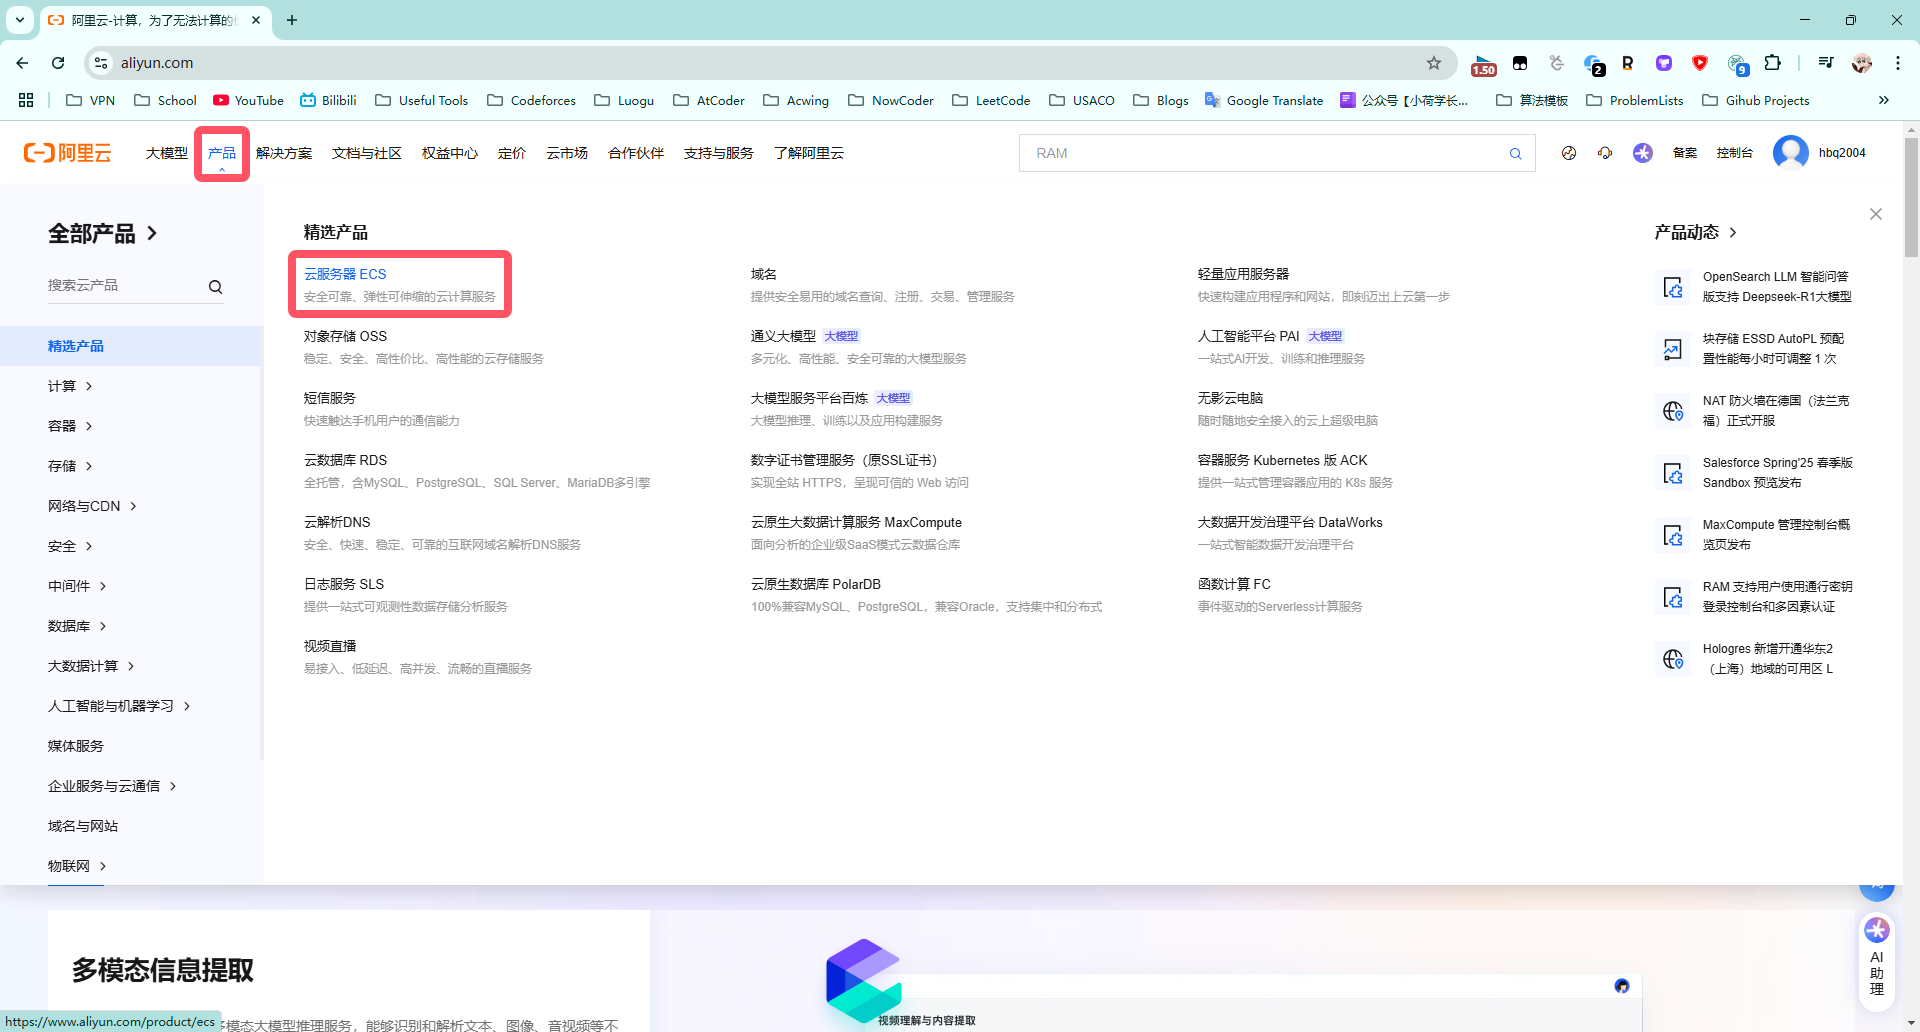 阿里云-计算，为了无法计算的
aliyun.com
1.50
2
9
VPN
School
YouTube
Bilibili
Useful Tools
Codeforces
Luogu
AtCoder
Acwing
NowCoder
LeetCode
USACO
Blogs
Google Translate
公众号【小荷学长...
算法模板
ProblemLists
Gihub Projects
阿里云
大模型
产品
解决方案
文档与社区
权益中心
定价
云市场
合作伙伴
支持与服务
了解阿里云
RAM
备案
控制台
hbq2004
全部产品
搜索云产品
精选产品
计算
容器
存储
网络与CDN
安全
中间件
数据库
大数据计算
人工智能与机器学习
媒体服务
企业服务与云通信
域名与网站
物联网
精选产品
云服务器 ECS
安全可靠、弹性可伸缩的云计算服务
域名
提供安全易用的域名查询、注册、交易、管理服务
轻量应用服务器
快速构建应用程序和网站，即刻迈出上云第一步
对象存储 OSS
稳定、安全、高性价比、高性能的云存储服务
通义大模型 大模型
多元化、高性能、安全可靠的大模型服务
人工智能平台 PAI 大模型
一站式AI开发、训练和推理服务
短信服务
快速触达手机用户的通信能力
大模型服务平台百炼 大模型
大模型推理、训练以及应用构建服务
无影云电脑
随时随地安全接入的云上超级电脑
云数据库 RDS
全托管，含MySQL、PostgreSQL、SQL Server、MariaDB多引擎
数字证书管理服务（原SSL证书）
实现全站 HTTPS，呈现可信的 Web 访问
容器服务 Kubernetes 版 ACK
提供一站式管理容器应用的 K8s 服务
云解析DNS
安全、快速、稳定、可靠的互联网域名解析DNS服务
云原生大数据计算服务 MaxCompute
面向分析的企业级SaaS模式云数据仓库
大数据开发治理平台 DataWorks
一站式智能数据开发治理平台
日志服务 SLS
提供一站式可观测性数据存储分析服务
云原生数据库 PolarDB
100%兼容MySQL、PostgreSQL，兼容Oracle，支持集中和分布式
函数计算 FC
事件驱动的Serverless计算服务
视频直播
易接入、低延迟、高并发、流畅的直播服务
产品动态
OpenSearch LLM 智能问答
版支持 Deepseek-R1大模型
块存储 ESSD AutoPL 预配
置性能每小时可调整 1 次
NAT 防火墙在德国（法兰克
福）正式开服
Salesforce Spring'25 春季版
Sandbox 预览发布
MaxCompute 管理控制台概
览页发布
RAM 支持用户使用通行密钥
登录控制台和多因素认证
Hologres 新增开通华东2
（上海）地域的可用区 L
多模态信息提取
模态大模型推理服务，能够识别和解析文本、图像、音视频等不
视频理解与内容提取
AI
助
理
https://www.aliyun.com/product/ecs